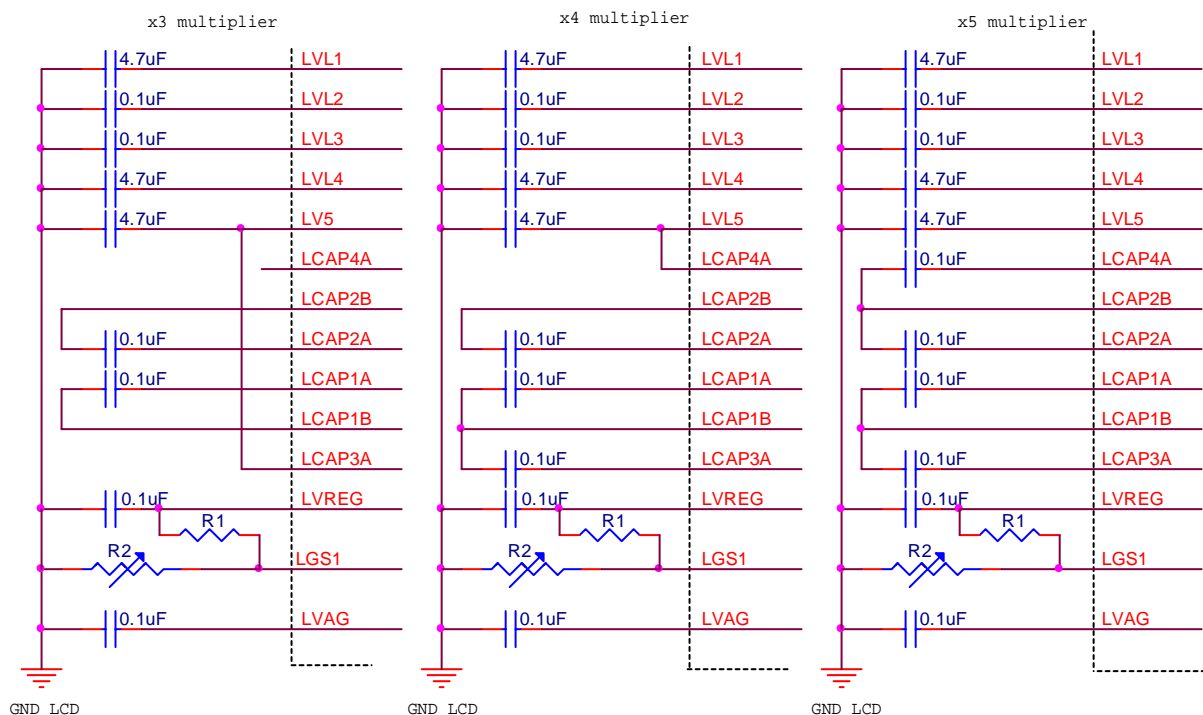 x3 multiplier
4.7uF LVL1
0.1uF LVL2
0.1uF LVL3
4.7uF LVL4
4.7uF LV5
LCAP4A
LCAP2B
0.1uF LCAP2A
0.1uF LCAP1A
LCAP1B
LCAP3A
0.1uF LVREG
R1
R2 LGS1
0.1uF LVAG
GND LCD
x4 multiplier
4.7uF LVL1
0.1uF LVL2
0.1uF LVL3
4.7uF LVL4
4.7uF LVL5
LCAP4A
LCAP2B
0.1uF LCAP2A
0.1uF LCAP1A
LCAP1B
0.1uF LCAP3A
0.1uF LVREG
R1
R2 LGS1
0.1uF LVAG
GND LCD
x5 multiplier
4.7uF LVL1
0.1uF LVL2
0.1uF LVL3
4.7uF LVL4
4.7uF LVL5
0.1uF LCAP4A
LCAP2B
0.1uF LCAP2A
0.1uF LCAP1A
LCAP1B
0.1uF LCAP3A
0.1uF LVREG
R1
R2 LGS1
0.1uF LVAG
GND LCD